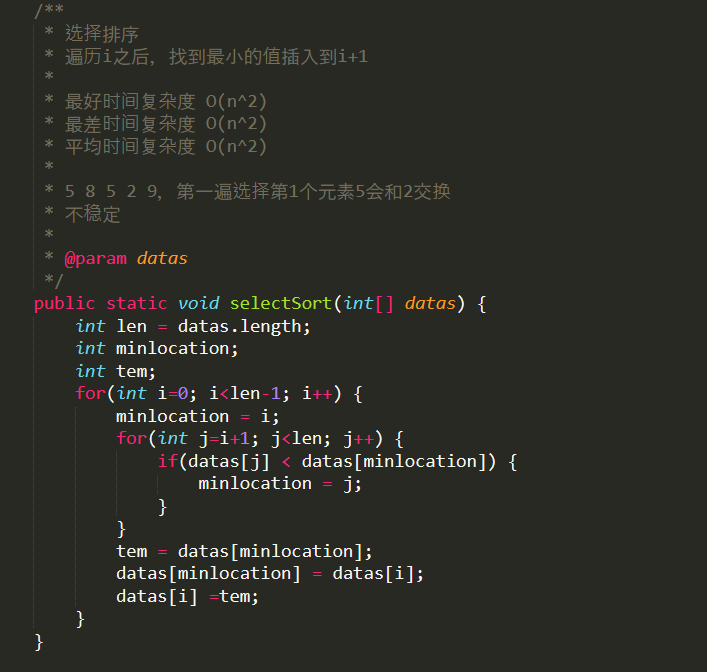 /**
 * 选择排序
 * 遍历i之后，找到最小的值插入到i+1
 *
 * 最好时间复杂度 O(n^2)
 * 最差时间复杂度 O(n^2)
 * 平均时间复杂度 O(n^2)
 *
 * 5 8 5 2 9，第一遍选择第1个元素5会和2交换
 * 不稳定
 *
 * @param datas
 */
public static void selectSort(int[] datas) {
    int len = datas.length;
    int minlocation;
    int tem;
    for(int i=0; i<len-1; i++) {
        minlocation = i;
        for(int j=i+1; j<len; j++) {
            if(datas[j] < datas[minlocation]) {
                minlocation = j;
            }
        }
        tem = datas[minlocation];
        datas[minlocation] = datas[i];
        datas[i] =tem;
    }
}